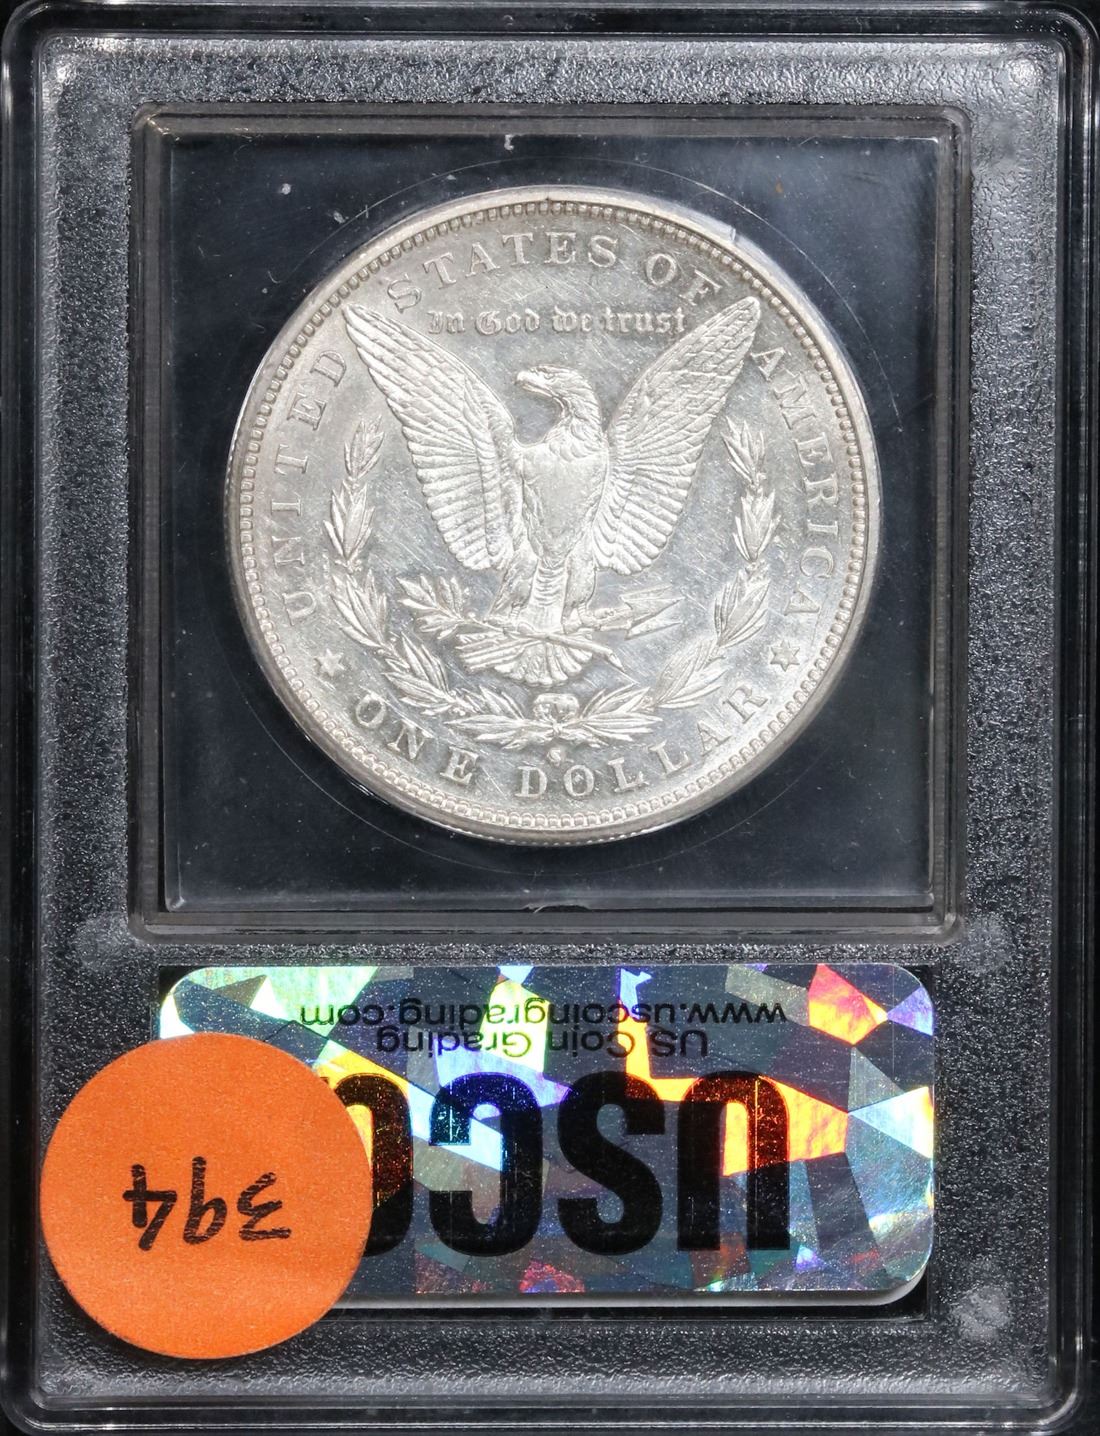 UNITED STATES OF AMERICA
In God we trust
S
ONE DOLLAR
www.uscoingrading.com
US Coin Grading
USCG
394